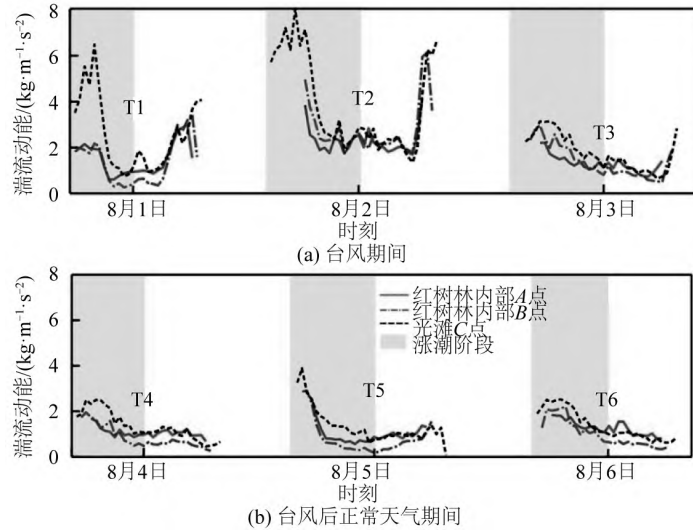 (a)
8
6
4
2
0
湍流动能/(kg·m⁻¹·s⁻²)
T1
T2
T3
8月1日
8月2日
8月3日
时刻
(a) 台风期间
8
6
4
2
0
湍流动能/(kg·m⁻¹·s⁻²)
红树林内部A点
红树林内部B点
光滩C点
涨潮阶段
T4
T5
T6
8月4日
8月5日
8月6日
时刻
(b) 台风后正常天气期间